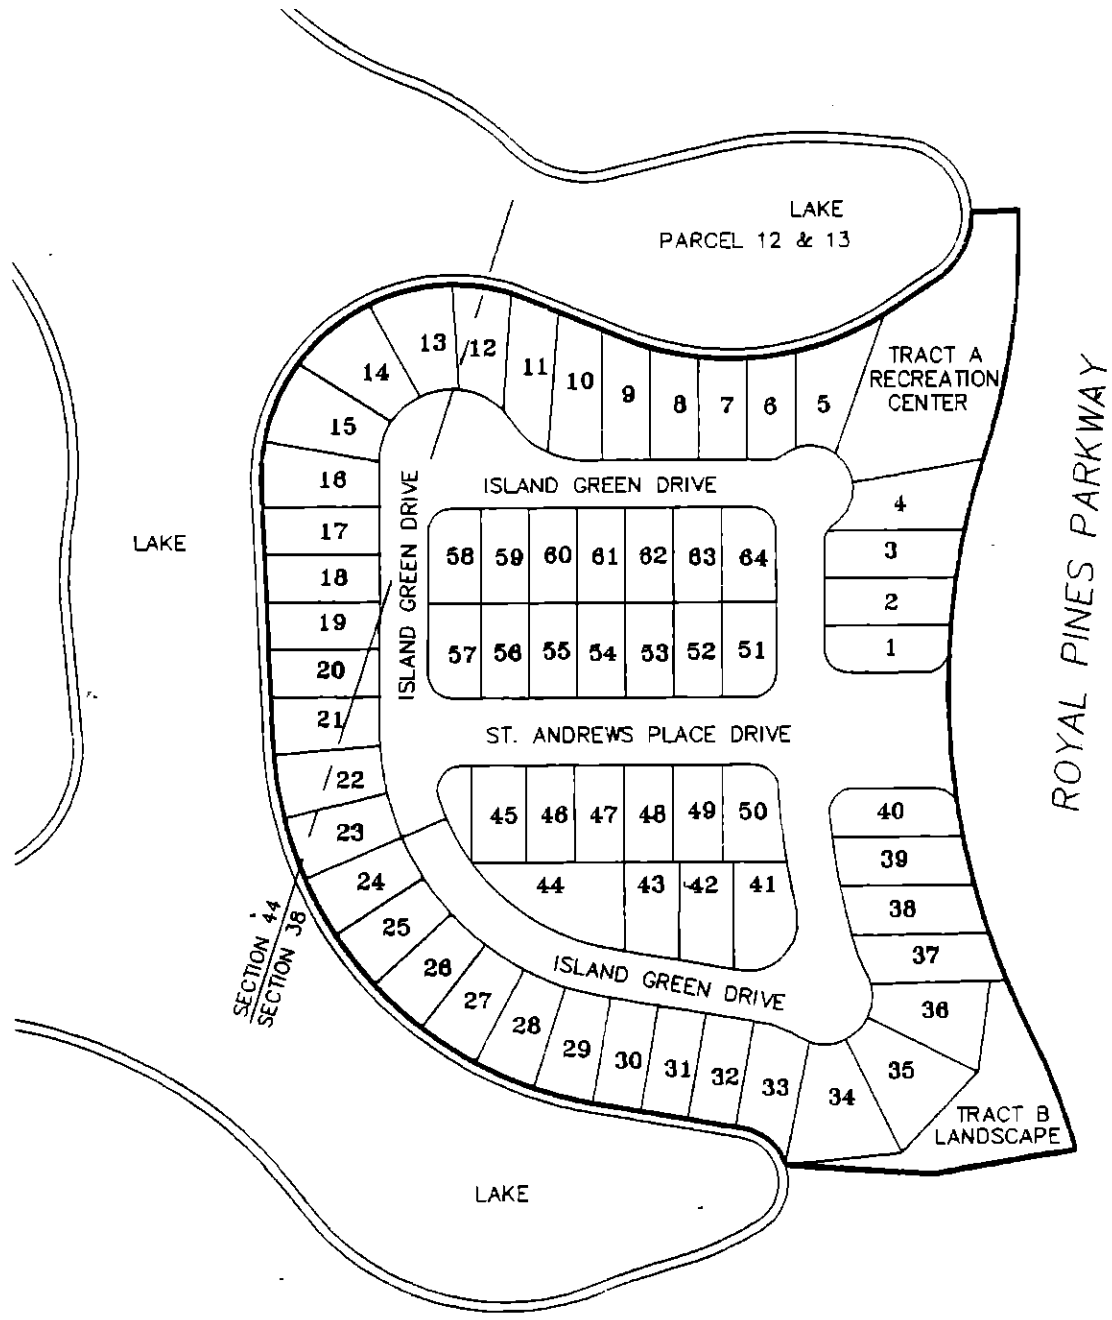 LAKE
PARCEL 12 & 13
TRACT A
RECREATION
CENTER
ROYAL PINES PARKWAY
13
12
11
10
9
8
7
6
5
14
15
16
17
18
19
20
21
22
23
24
25
26
27
28
29
30
31
32
33
34
35
36
37
38
39
40
4
3
2
1
ISLAND GREEN DRIVE
ISLAND GREEN DRIVE
LAKE
58 59 60 61 62 63 64
57 56 55 54 53 52 51
ST. ANDREWS PLACE DRIVE
45 46 47 48 49 50
44 43 42 41
ISLAND GREEN DRIVE
SECTION 44
SECTION 38
TRACT B
LANDSCAPE
LAKE